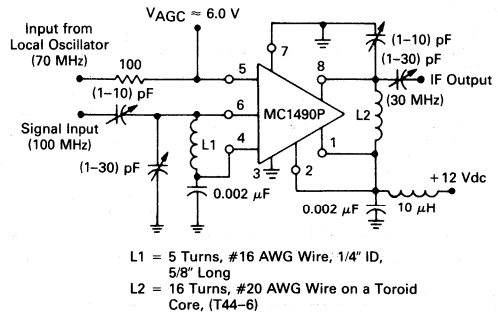 V_AGC ≈ 6.0 V
Input from
Local Oscillator
(70 MHz)
100
5
7
(1–10) pF
(1–30) pF
8
IF Output
(30 MHz)
(1–10) pF
6
MC1490P
L2
Signal Input
(100 MHz)
L1
4
1
(1–30) pF
3
2
+12 Vdc
0.002 μF
0.002 μF
10 μH
L1 = 5 Turns, #16 AWG Wire, 1/4" ID,
5/8" Long
L2 = 16 Turns, #20 AWG Wire on a Toroid
Core, (T44–6)